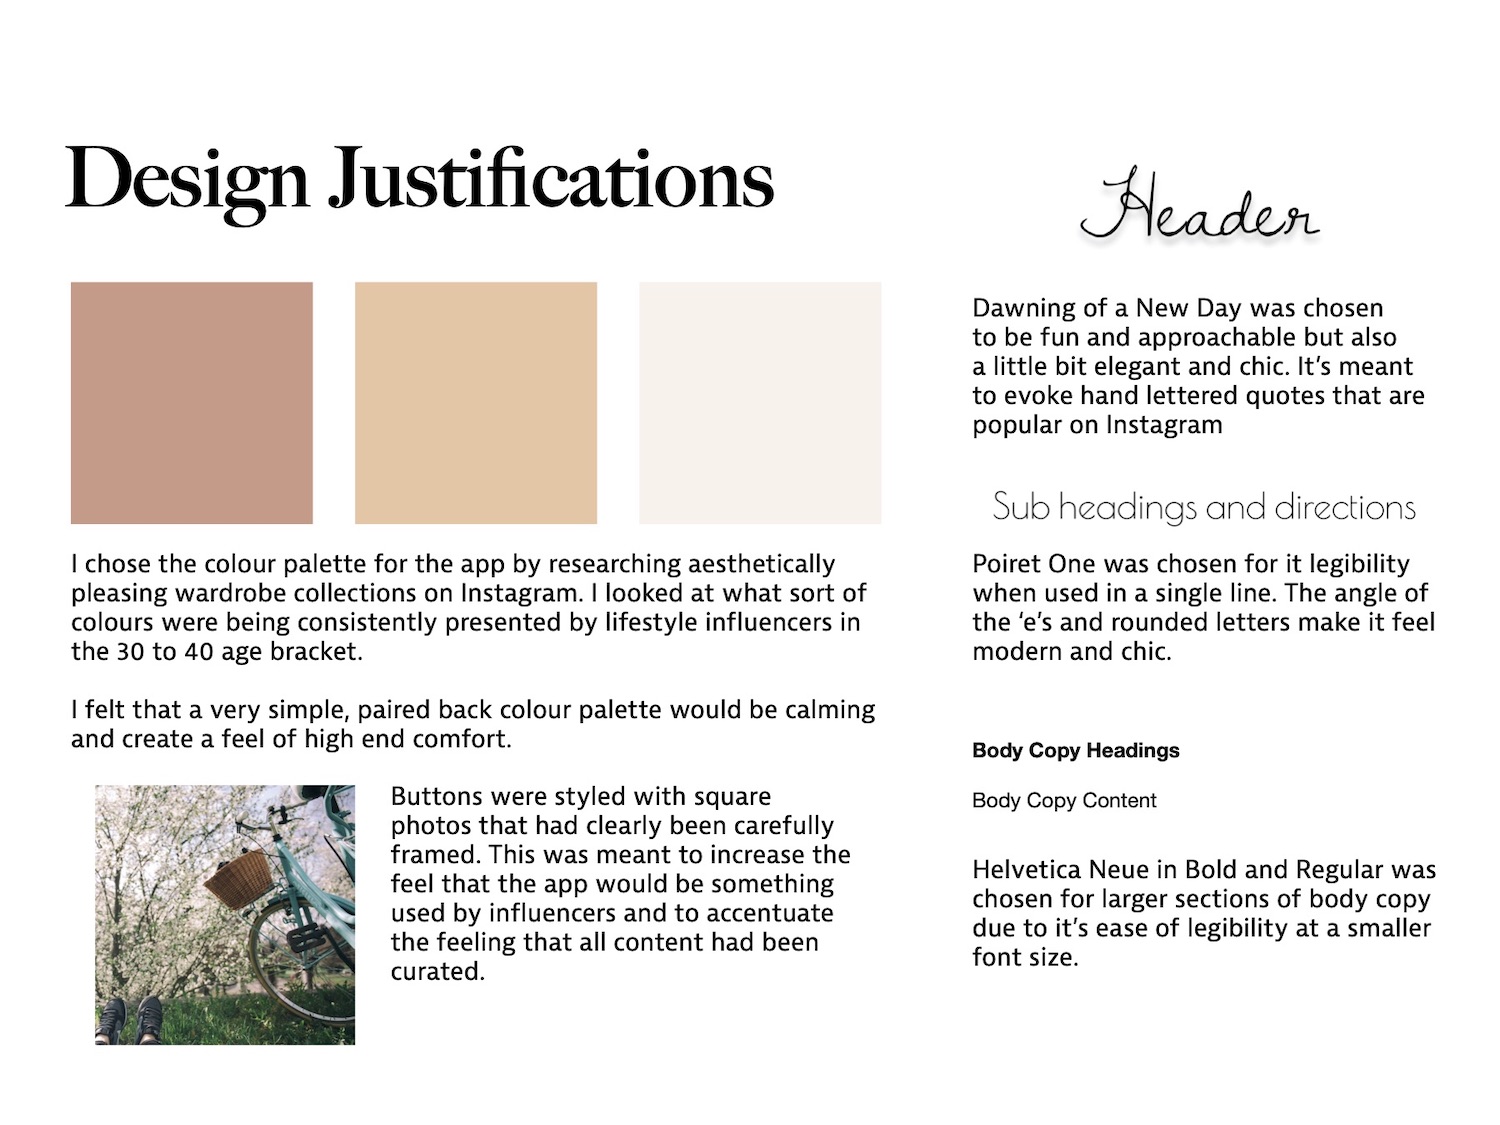 Design Justifications
I chose the colour palette for the app by researching aesthetically
pleasing wardrobe collections on Instagram. I looked at what sort of
colours were being consistently presented by lifestyle influencers in
the 30 to 40 age bracket.
I felt that a very simple, paired back colour palette would be calming
and create a feel of high end comfort.
Buttons were styled with square
photos that had clearly been carefully
framed. This was meant to increase the
feel that the app would be something
used by influencers and to accentuate
the feeling that all content had been
curated.
Header
Dawning of a New Day was chosen
to be fun and approachable but also
a little bit elegant and chic. It’s meant
to evoke hand lettered quotes that are
popular on Instagram
Sub headings and directions
Poiret One was chosen for it legibility
when used in a single line. The angle of
the ‘e’s and rounded letters make it feel
modern and chic.
Body Copy Headings
Body Copy Content
Helvetica Neue in Bold and Regular was
chosen for larger sections of body copy
due to it’s ease of legibility at a smaller
font size.